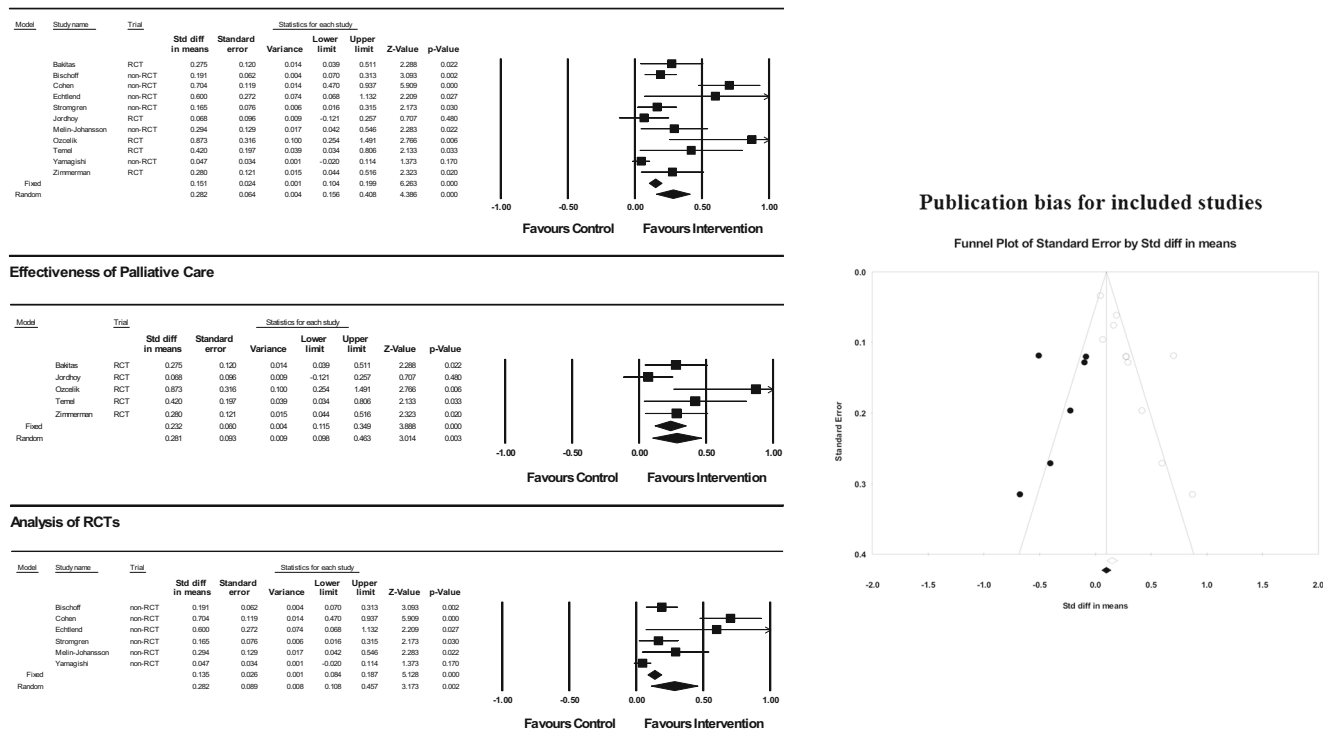 Model Study name Trial Statistics for each study
Std diff in means Standard error Variance Lower limit Upper limit Z-Value p-Value
Bakitas RCT 0.275 0.120 0.014 0.039 0.511 2.288 0.022
Bischoff non-RCT 0.191 0.062 0.004 0.070 0.313 3.093 0.002
Cohen non-RCT 0.704 0.119 0.014 0.470 0.937 5.909 0.000
Echtlend non-RCT 0.600 0.272 0.074 0.068 1.132 2.209 0.027
Stromgren non-RCT 0.165 0.076 0.006 0.016 0.315 2.173 0.030
Jordhoy RCT 0.068 0.096 0.009 -0.121 0.257 0.707 0.480
Melin-Johansson non-RCT 0.294 0.129 0.017 0.042 0.546 2.283 0.022
Ozcelik RCT 0.873 0.316 0.100 0.254 1.491 2.766 0.006
Temel RCT 0.420 0.197 0.039 0.034 0.806 2.133 0.033
Yamagishi non-RCT 0.047 0.034 0.001 -0.020 0.114 1.373 0.170
Zimmerman RCT 0.280 0.121 0.015 0.044 0.516 2.323 0.020
Fixed 0.151 0.024 0.001 0.104 0.199 6.263 0.000
Random 0.282 0.064 0.004 0.156 0.408 4.386 0.000
-1.00 -0.50 0.00 0.50 1.00
Favours Control Favours Intervention
Effectiveness of Palliative Care
Model Trial Statistics for each study
Std diff in means Standard error Variance Lower limit Upper limit Z-Value p-Value
Bakitas RCT 0.275 0.120 0.014 0.039 0.511 2.288 0.022
Jordhoy RCT 0.068 0.096 0.009 -0.121 0.257 0.707 0.480
Ozcelik RCT 0.873 0.316 0.100 0.254 1.491 2.766 0.006
Temel RCT 0.420 0.197 0.039 0.034 0.806 2.133 0.033
Zimmerman RCT 0.280 0.121 0.015 0.044 0.516 2.323 0.020
Fixed 0.232 0.060 0.004 0.115 0.349 3.888 0.000
Random 0.281 0.093 0.009 0.098 0.463 3.014 0.003
-1.00 -0.50 0.00 0.50 1.00
Favours Control Favours Intervention
Analysis of RCTs
Model Study name Trial Statistics for each study
Std diff in means Standard error Variance Lower limit Upper limit Z-Value p-Value
Bischoff non-RCT 0.191 0.062 0.004 0.070 0.313 3.093 0.002
Cohen non-RCT 0.704 0.119 0.014 0.470 0.937 5.909 0.000
Echtlend non-RCT 0.600 0.272 0.074 0.068 1.132 2.209 0.027
Stromgren non-RCT 0.165 0.076 0.006 0.016 0.315 2.173 0.030
Melin-Johansson non-RCT 0.294 0.129 0.017 0.042 0.546 2.283 0.022
Yamagishi non-RCT 0.047 0.034 0.001 -0.020 0.114 1.373 0.170
Fixed 0.135 0.026 0.001 0.084 0.187 5.128 0.000
Random 0.282 0.089 0.008 0.108 0.457 3.173 0.002
-1.00 -0.50 0.00 0.50 1.00
Favours Control Favours Intervention
Publication bias for included studies
Funnel Plot of Standard Error by Std diff in means
0.0
0.1
0.2
0.3
0.4
Standard Error
-2.0 -1.5 -1.0 -0.5 0.0 0.5 1.0 1.5 2.0
Std diff in means